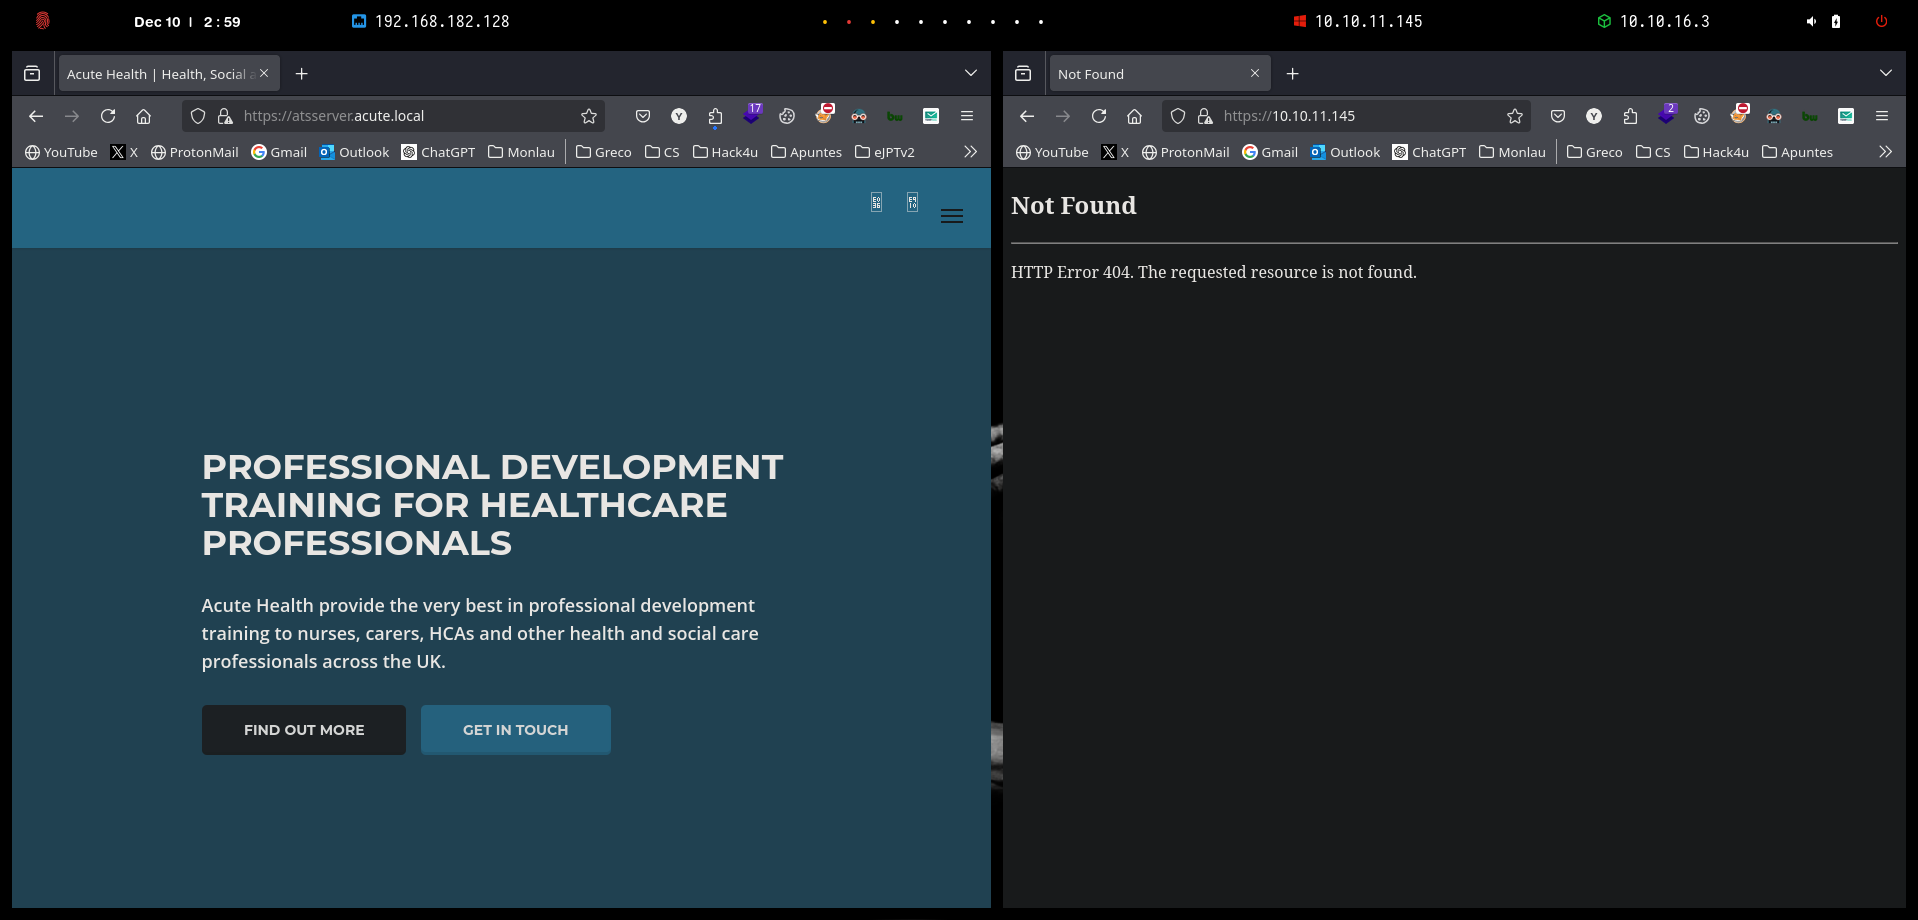 Dec 10 | 2:59
192.168.182.128
10.10.11.145
10.10.16.3
Acute Health | Health, Social a
https://atsserver.acute.local
17
YouTube X ProtonMail Gmail Outlook ChatGPT Monlau Greco CS Hack4u Apuntes eJPTv2
PROFESSIONAL DEVELOPMENT
TRAINING FOR HEALTHCARE
PROFESSIONALS
Acute Health provide the very best in professional development
training to nurses, carers, HCAs and other health and social care
professionals across the UK.
FIND OUT MORE
GET IN TOUCH
Not Found
https://10.10.11.145
2
YouTube X ProtonMail Gmail Outlook ChatGPT Monlau Greco CS Hack4u Apuntes
Not Found
HTTP Error 404. The requested resource is not found.